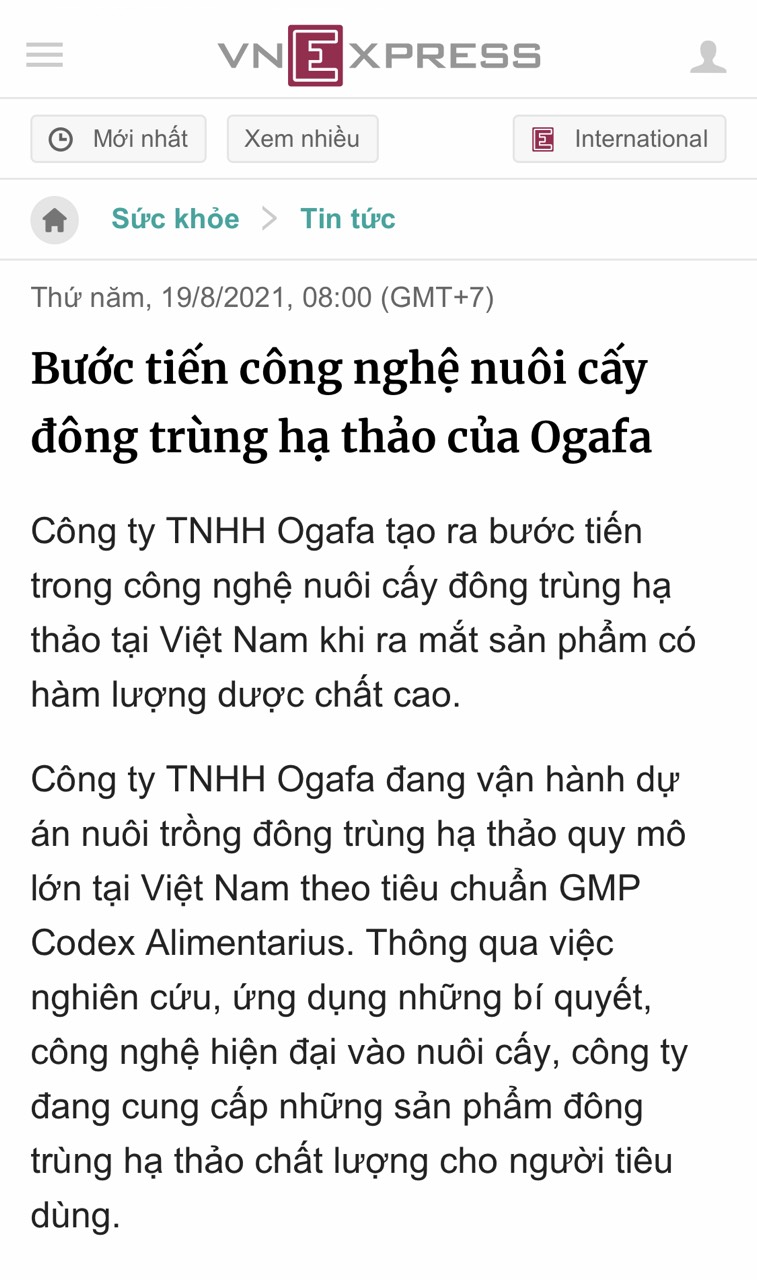 VNEXPRESS
Mới nhất
Xem nhiều
International
Sức khỏe > Tin tức
Thứ năm, 19/8/2021, 08:00 (GMT+7)
Bước tiến công nghệ nuôi cấy
đông trùng hạ thảo của Ogafa
Công ty TNHH Ogafa tạo ra bước tiến
trong công nghệ nuôi cấy đông trùng hạ
thảo tại Việt Nam khi ra mắt sản phẩm có
hàm lượng dược chất cao.
Công ty TNHH Ogafa đang vận hành dự
án nuôi trồng đông trùng hạ thảo quy mô
lớn tại Việt Nam theo tiêu chuẩn GMP
Codex Alimentarius. Thông qua việc
nghiên cứu, ứng dụng những bí quyết,
công nghệ hiện đại vào nuôi cấy, công ty
đang cung cấp những sản phẩm đông
trùng hạ thảo chất lượng cho người tiêu
dùng.